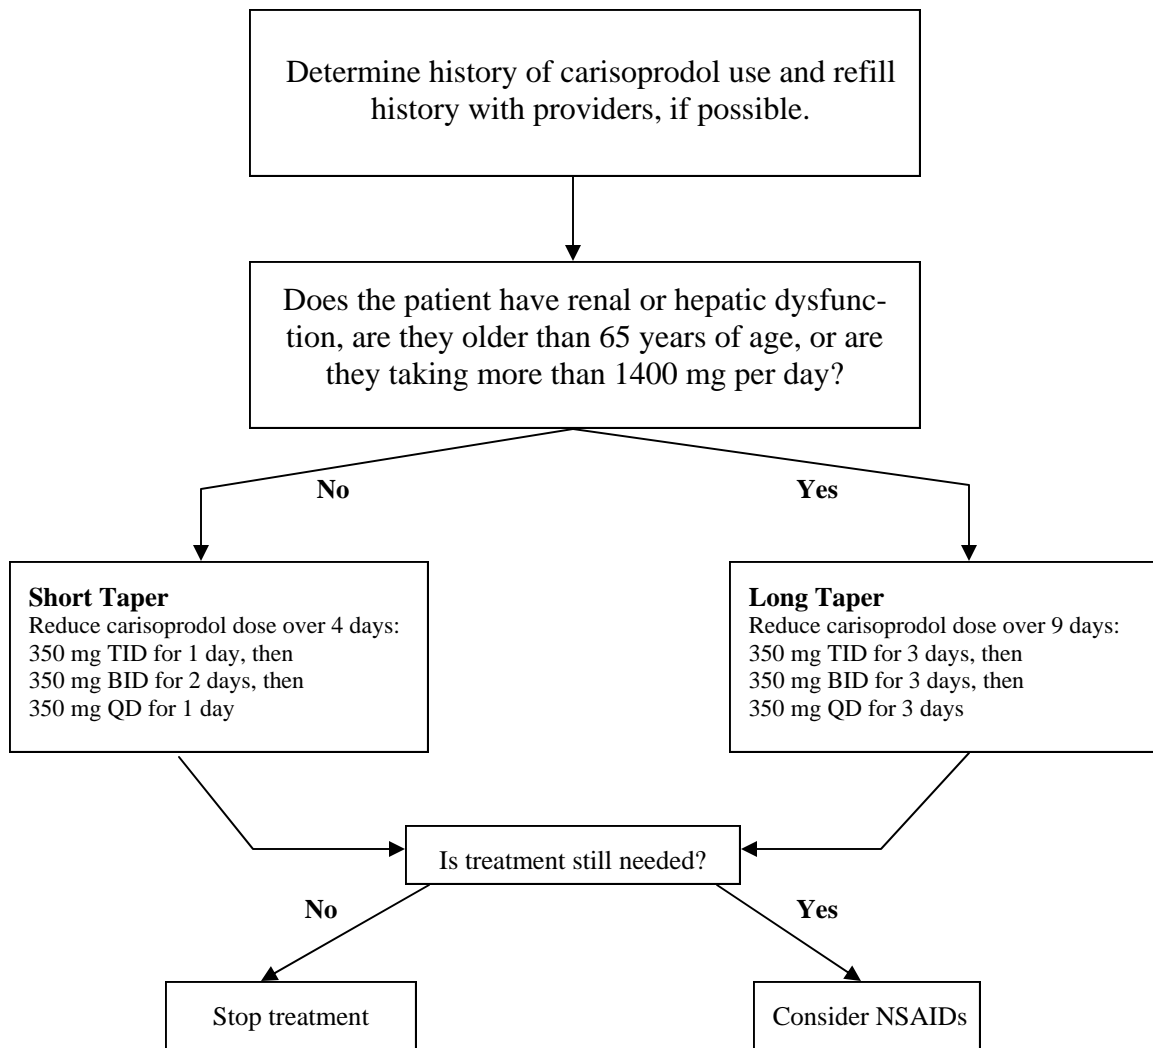 Determine history of carisoprodol use and refill
history with providers, if possible.
Does the patient have renal or hepatic dysfunc-
tion, are they older than 65 years of age, or are
they taking more than 1400 mg per day?
No
Yes
Short Taper
Reduce carisoprodol dose over 4 days:
350 mg TID for 1 day, then
350 mg BID for 2 days, then
350 mg QD for 1 day
Long Taper
Reduce carisoprodol dose over 9 days:
350 mg TID for 3 days, then
350 mg BID for 3 days, then
350 mg QD for 3 days
Is treatment still needed?
No
Yes
Stop treatment
Consider NSAIDs